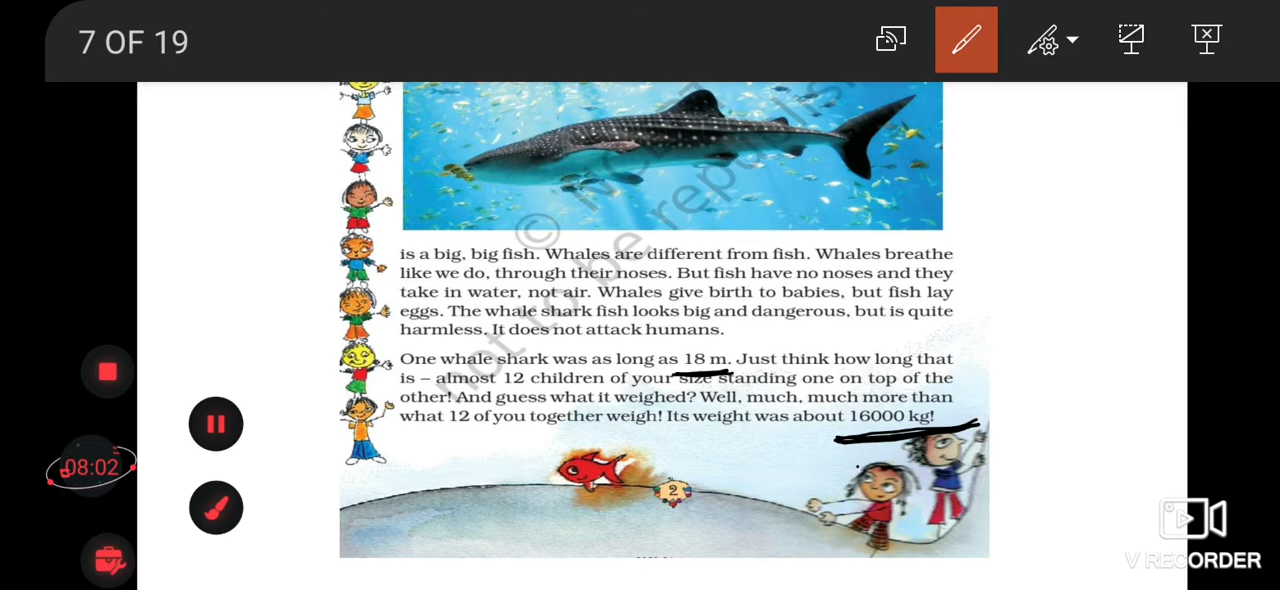 7 OF 19
is a big, big fish. Whales are different from fish. Whales breathe
like we do, through their noses. But fish have no noses and they
take in water, not air. Whales give birth to babies, but fish lay
eggs. The whale shark fish looks big and dangerous, but is quite
harmless. It does not attack humans.
One whale shark was as long as 18 m. Just think how long that
is – almost 12 children of your size standing one on top of the
other! And guess what it weighed? Well, much, much more than
what 12 of you together weigh! Its weight was about 16000 kg!
08:02
2
V RECORDER
not to be republis